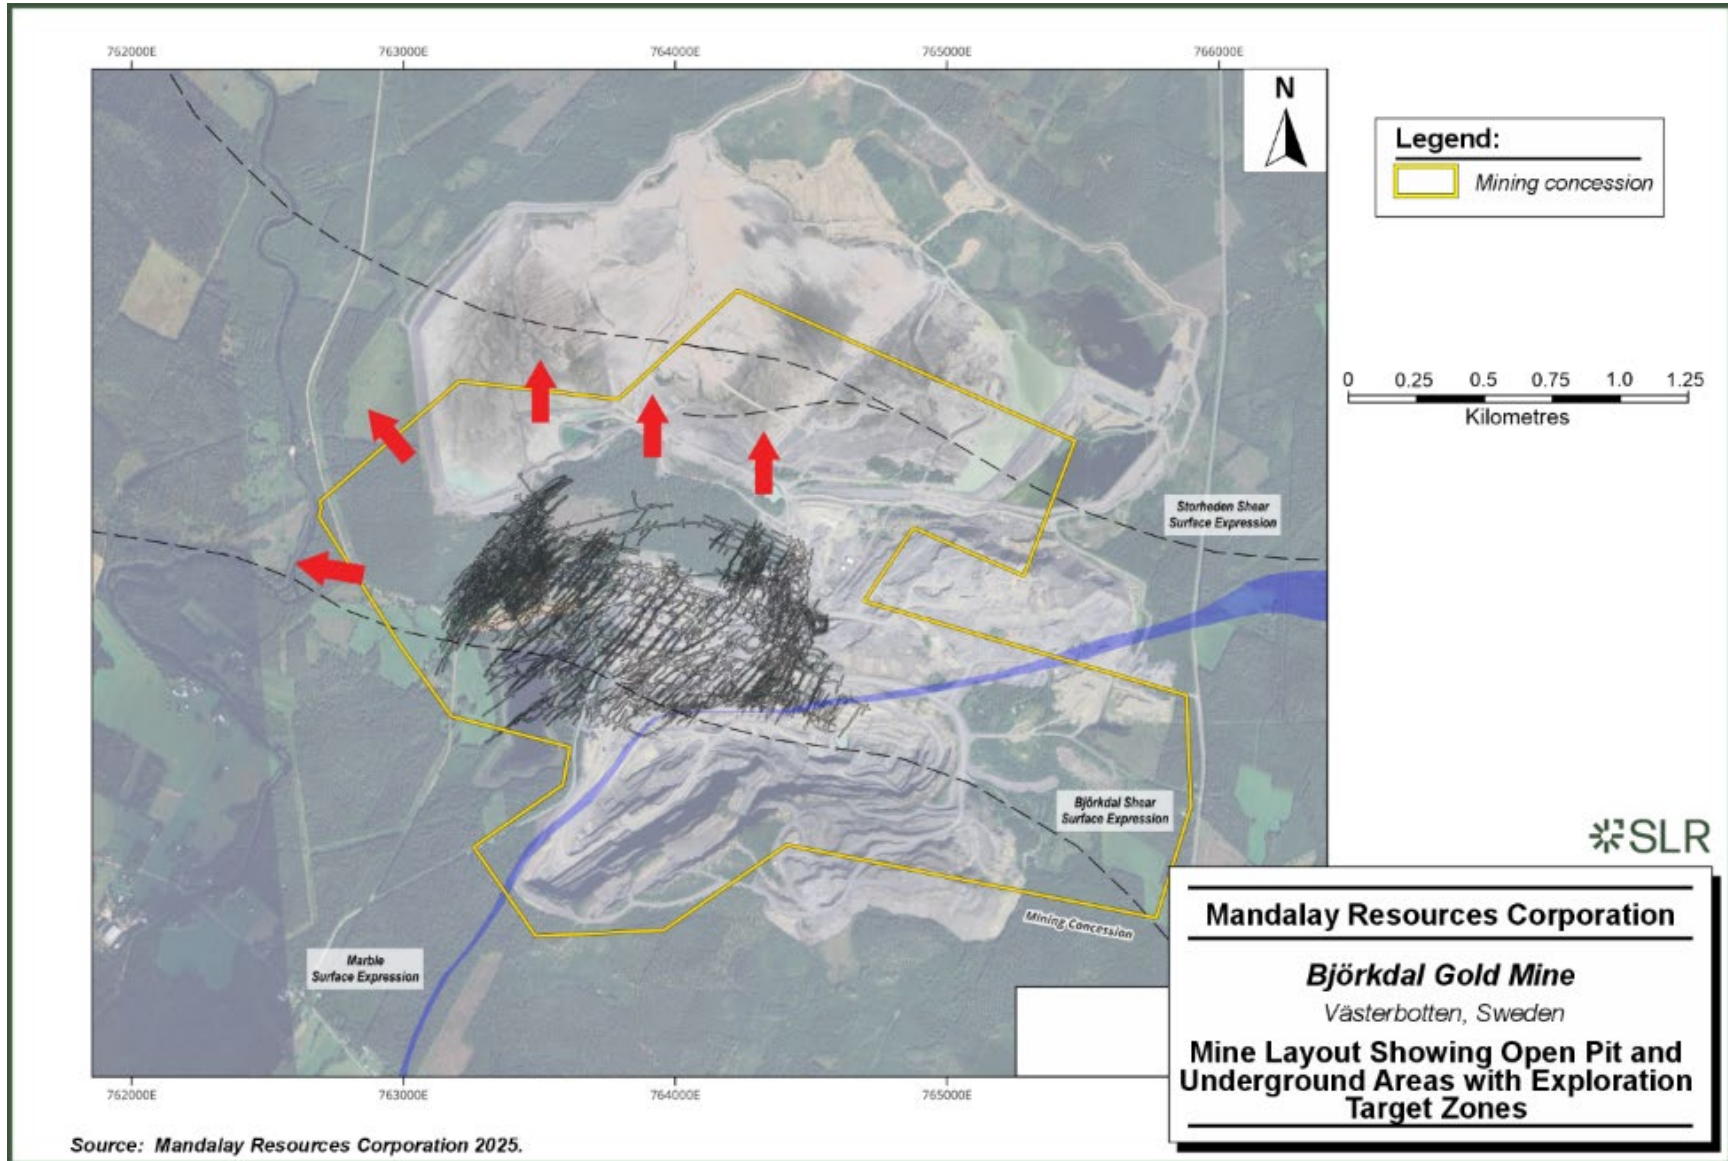 762000E 763000E 764000E 765000E 766000E
N
Legend:
Mining concession
0 0.25 0.5 0.75 1.0 1.25
Kilometres
Storheden Shear
Surface Expression
Björkdal Shear
Surface Expression
Marble
Surface Expression
Mining Concession
SLR
Mandalay Resources Corporation
Björkdal Gold Mine
Västerbotten, Sweden
Mine Layout Showing Open Pit and
Underground Areas with Exploration
Target Zones
762000E 763000E 764000E 765000E
Source: Mandalay Resources Corporation 2025.